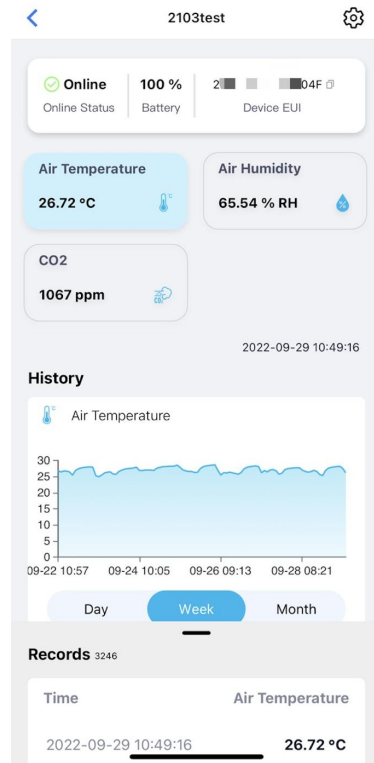 2103test
Online 100 % 2 04F
Online Status Battery Device EUI
Air Temperature Air Humidity
26.72 °C 65.54 % RH
CO2
1067 ppm
2022-09-29 10:49:16
History
Air Temperature
30
25
20
15
10
5
0
09-22 10:57 09-24 10:05 09-26 09:13 09-28 08:21
Day Week Month
Records 3246
Time Air Temperature
2022-09-29 10:49:16 26.72 °C